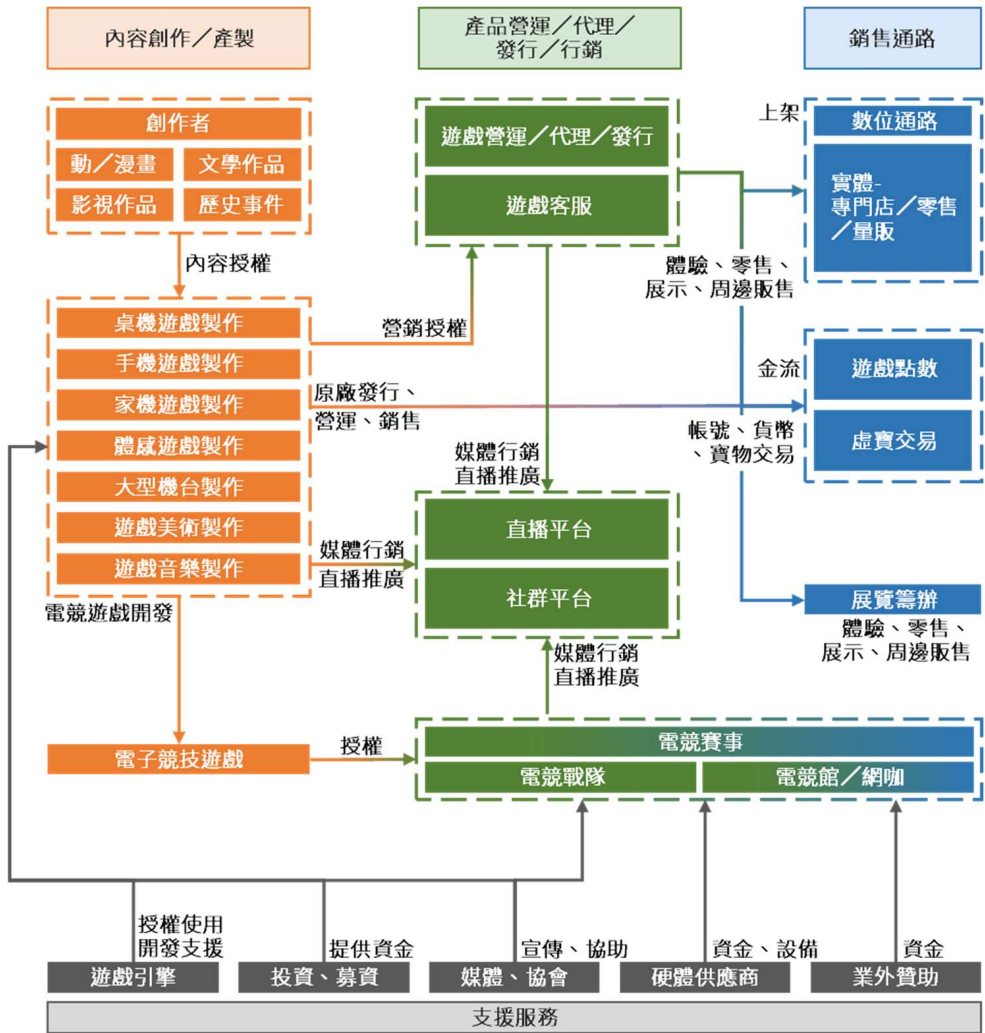 內容創作／產製
產品營運／代理／
發行／行銷
銷售通路
創作者
動／漫畫
文學作品
影視作品
歷史事件
內容授權
桌機遊戲製作
手機遊戲製作
家機遊戲製作
體感遊戲製作
大型機台製作
遊戲美術製作
遊戲音樂製作
電競遊戲開發
電子競技遊戲
營銷授權
原廠發行、
營運、銷售
媒體行銷
直播推廣
授權
遊戲營運／代理／發行
遊戲客服
媒體行銷
直播推廣
直播平台
社群平台
媒體行銷
直播推廣
電競賽事
電競戰隊
電競館／網咖
上架
數位通路
實體-
專門店／零售
／量販
體驗、零售、
展示、周邊販售
金流
遊戲點數
虛寶交易
帳號、貨幣
、寶物交易
展覽籌辦
體驗、零售、
展示、周邊販售
授權使用
開發支援
提供資金
宣傳、協助
資金、設備
資金
遊戲引擎
投資、募資
媒體、協會
硬體供應商
業外贊助
支援服務